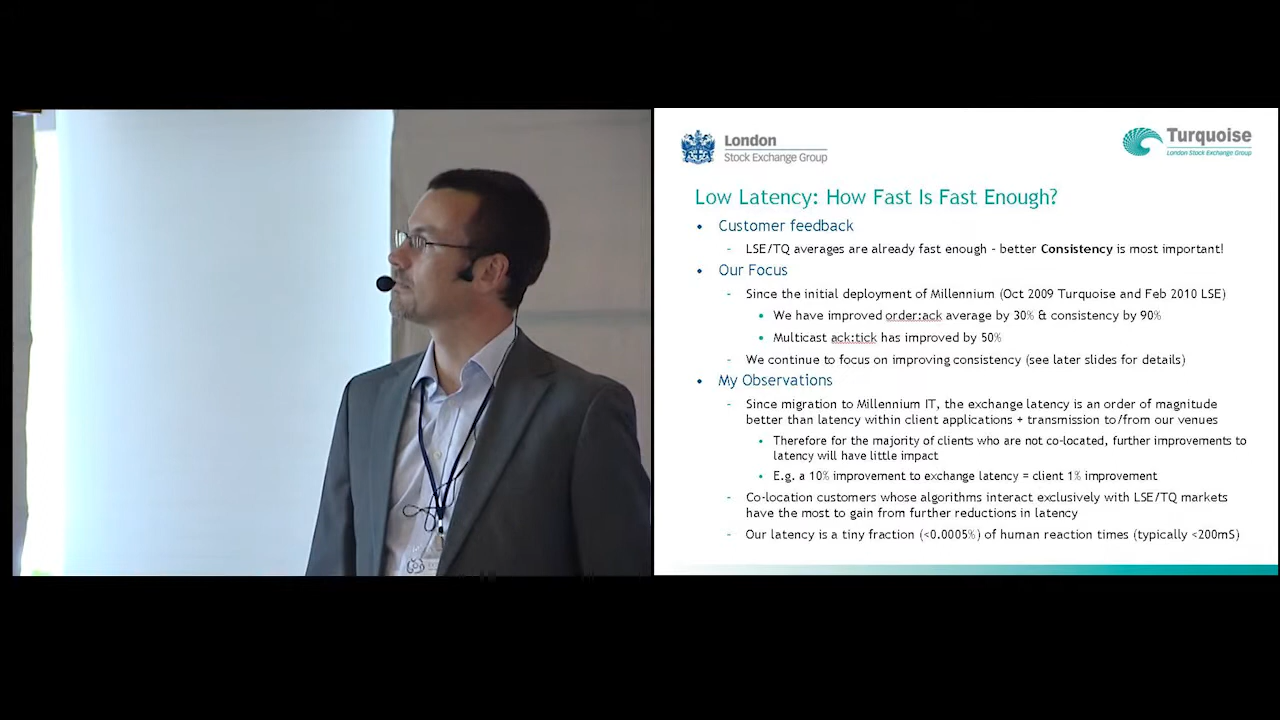 London
Stock Exchange Group
Turquoise
London Stock Exchange Group
Low Latency: How Fast Is Fast Enough?
• Customer feedback
- LSE/TQ averages are already fast enough - better Consistency is most important!
• Our Focus
- Since the initial deployment of Millennium (Oct 2009 Turquoise and Feb 2010 LSE)
• We have improved order:ack average by 30% & consistency by 90%
• Multicast ack:tick has improved by 50%
- We continue to focus on improving consistency (see later slides for details)
• My Observations
- Since migration to Millennium IT, the exchange latency is an order of magnitude
better than latency within client applications + transmission to/from our venues
• Therefore for the majority of clients who are not co-located, further improvements to
latency will have little impact
• E.g. a 10% improvement to exchange latency = client 1% improvement
- Co-location customers whose algorithms interact exclusively with LSE/TQ markets
have the most to gain from further reductions in latency
- Our latency is a tiny fraction (<0.0005%) of human reaction times (typically <200mS)